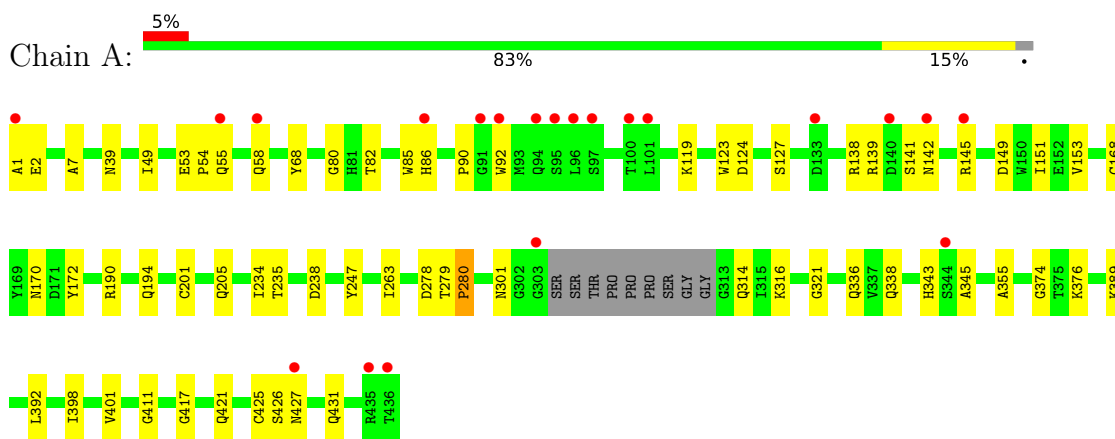 5%
Chain A:
83%
15%
•
A1 E2 A7 N39 I49 E53 P54 Q55 Q58 Y68 G80 H81 T82 W85 H86 P90 G91 W92 M93 Q94 S95 L96 S97 T100 L101 K119 W123 D124 S127 D133 R138 R139 D140 S141 N142 R145 D149 W150 I151 E152 V153
Y169 N170 D171 Y172 R190 Q194 C201 Q205 I234 T235 D238 Y247 I263 D278 T279 P280 N301 G302 G303 SER SER THR PRO PRO PRO SER GLY GLY G313 Q314 I315 K316 G321 Q336 V337 Q338 H343 S344 A345 A355 G374 T375 K376
L392 I398 V401 G411 G417 Q421 C425 S426 N427 Q431 R435 T436